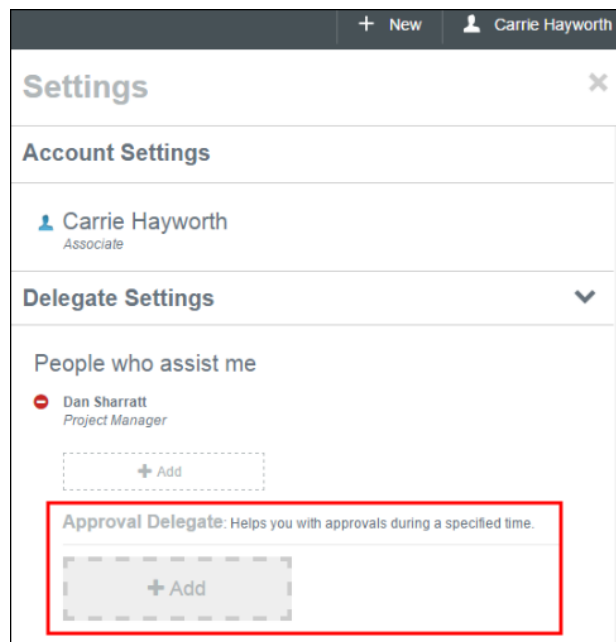 + New Carrie Hayworth
Settings
Account Settings
Carrie Hayworth
Associate
Delegate Settings
People who assist me
Dan Sharratt
Project Manager
+ Add
Approval Delegate: Helps you with approvals during a specified time.
+ Add